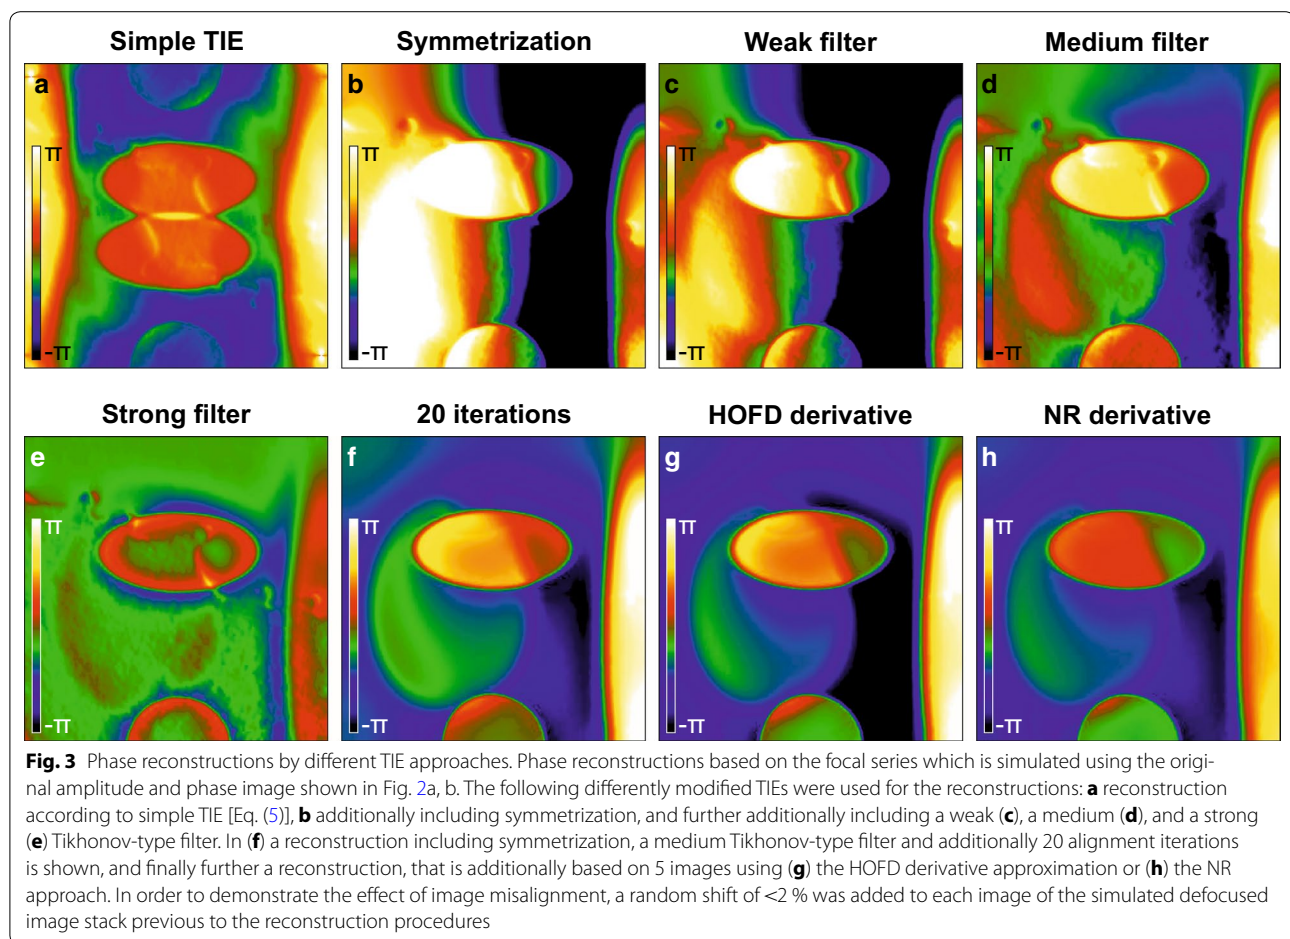 Simple TIE
Symmetrization
Weak filter
Medium filter
a
b
c
d
π
π
π
π
-π
-π
-π
-π
Strong filter
20 iterations
HOFD derivative
NR derivative
e
f
g
h
π
π
π
π
-π
-π
-π
-π
Fig. 3 Phase reconstructions by different TIE approaches. Phase reconstructions based on the focal series which is simulated using the origi-
nal amplitude and phase image shown in Fig. 2a, b. The following differently modified TIEs were used for the reconstructions: a reconstruction
according to simple TIE [Eq. (5)], b additionally including symmetrization, and further additionally including a weak (c), a medium (d), and a strong
(e) Tikhonov-type filter. In (f) a reconstruction including symmetrization, a medium Tikhonov-type filter and additionally 20 alignment iterations
is shown, and finally further a reconstruction, that is additionally based on 5 images using (g) the HOFD derivative approximation or (h) the NR
approach. In order to demonstrate the effect of image misalignment, a random shift of <2 % was added to each image of the simulated defocused
image stack previous to the reconstruction procedures